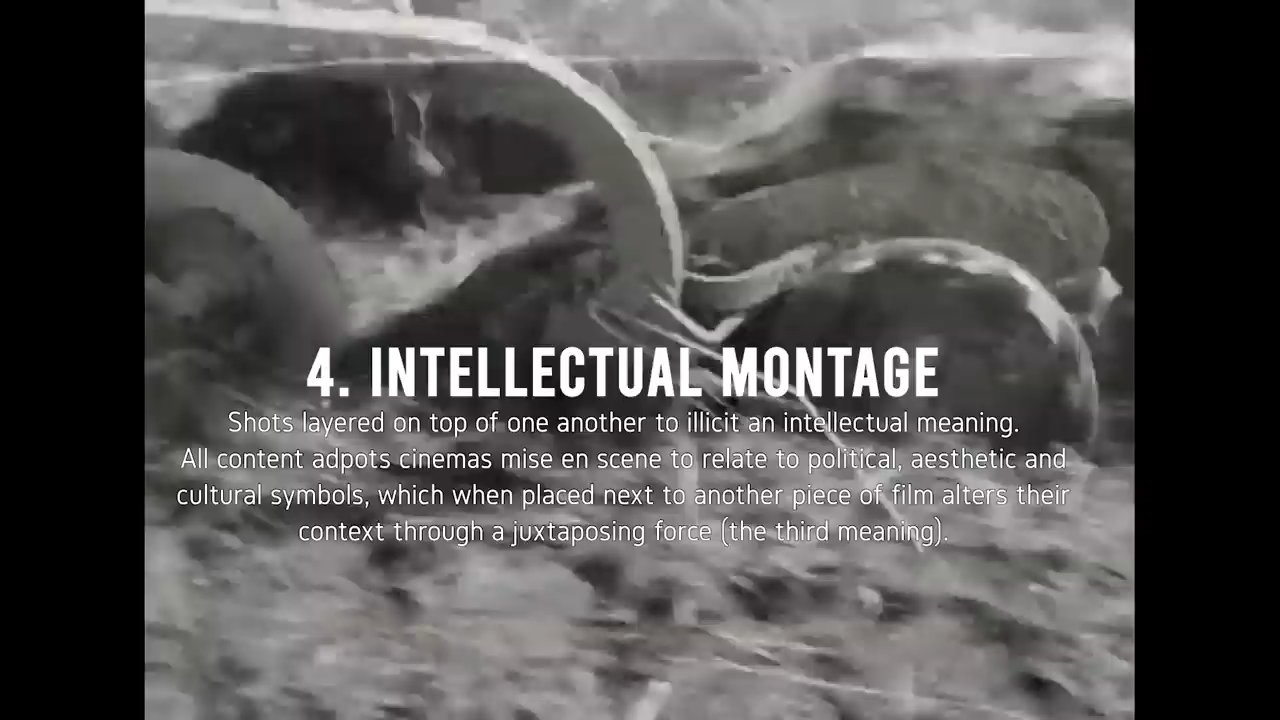 4. INTELLECTUAL MONTAGE
Shots layered on top of one another to illicit an intellectual meaning.
All content adpots cinemas mise en scene to relate to political, aesthetic and
cultural symbols, which when placed next to another piece of film alters their
context through a juxtaposing force (the third meaning).